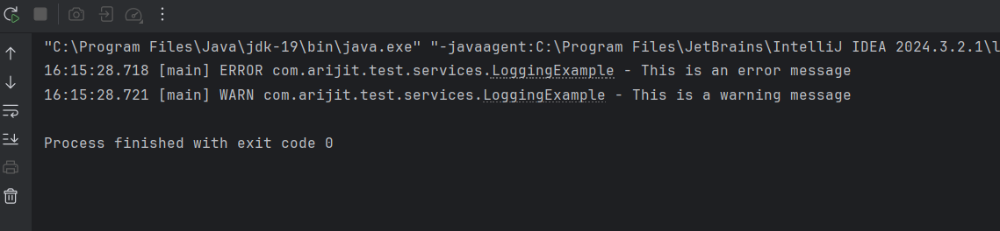 "C:\Program Files\Java\jdk-19\bin\java.exe" "-javaagent:C:\Program Files\JetBrains\IntelliJ IDEA 2024.3.2.1\l
16:15:28.718 [main] ERROR com.arijit.test.services.LoggingExample - This is an error message
16:15:28.721 [main] WARN com.arijit.test.services.LoggingExample - This is a warning message
Process finished with exit code 0